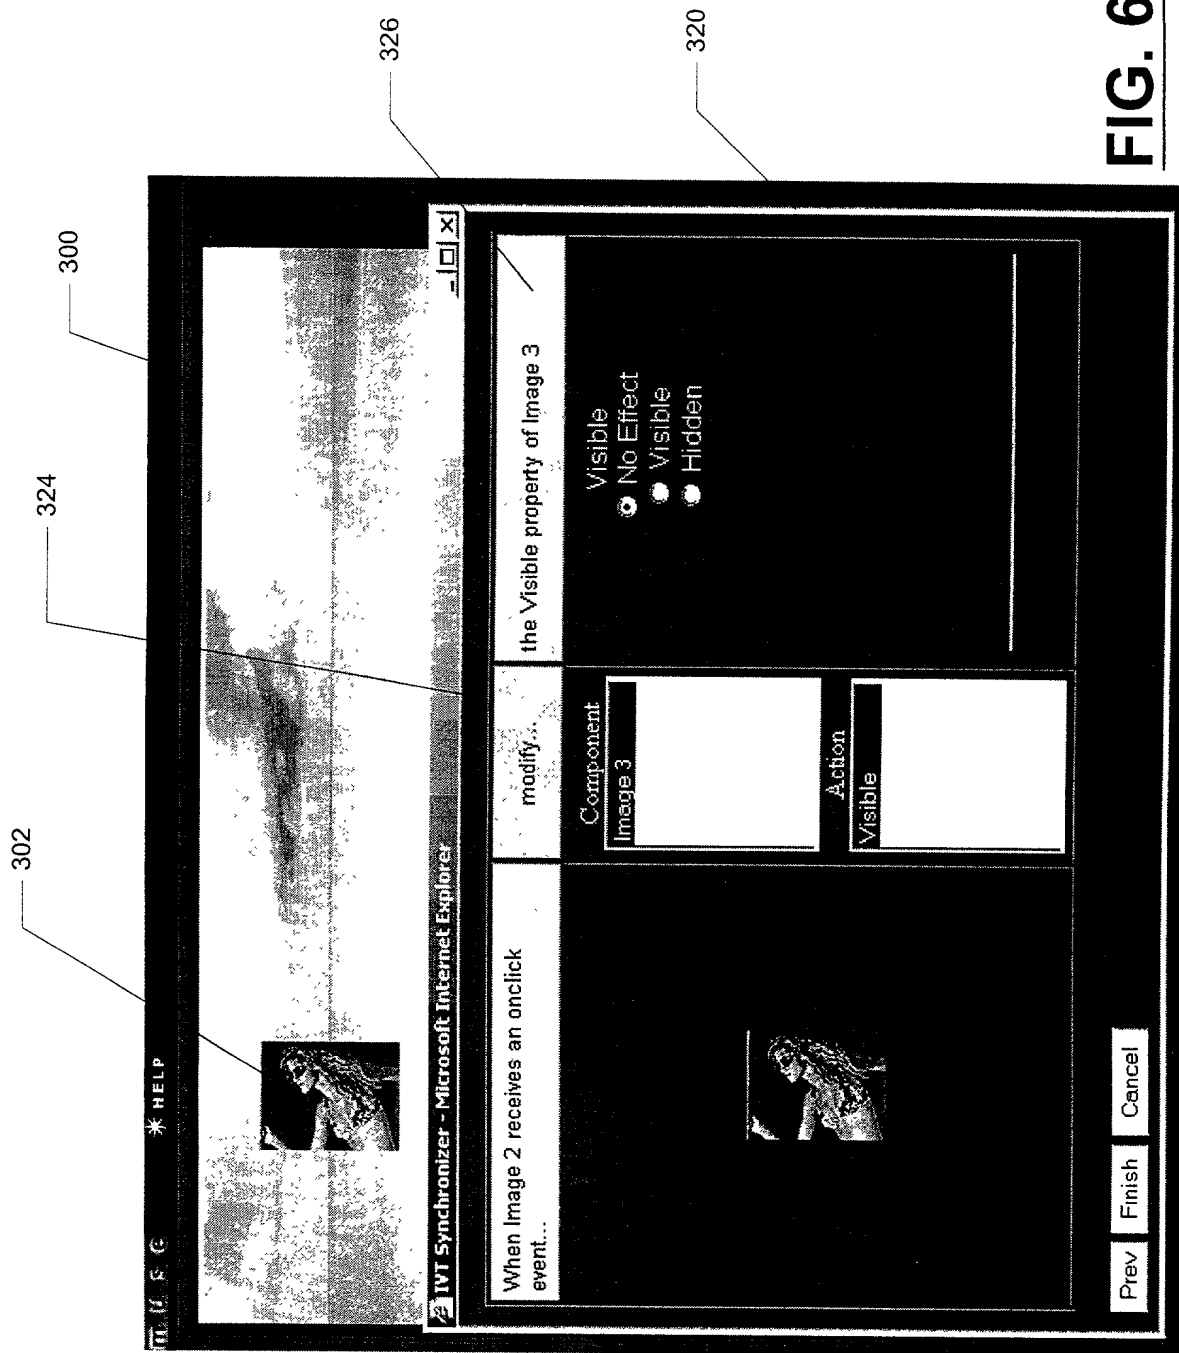 302
324
300
326
320
HELP
IVT Synchronizer - Microsoft Internet Explorer
When Image 2 receives an onclick
event...
modify...
the Visible property of Image 3
Component
Image 3
Action
Visible
Visible
No Effect
Visible
Hidden
Prev
Finish
Cancel
FIG. 6